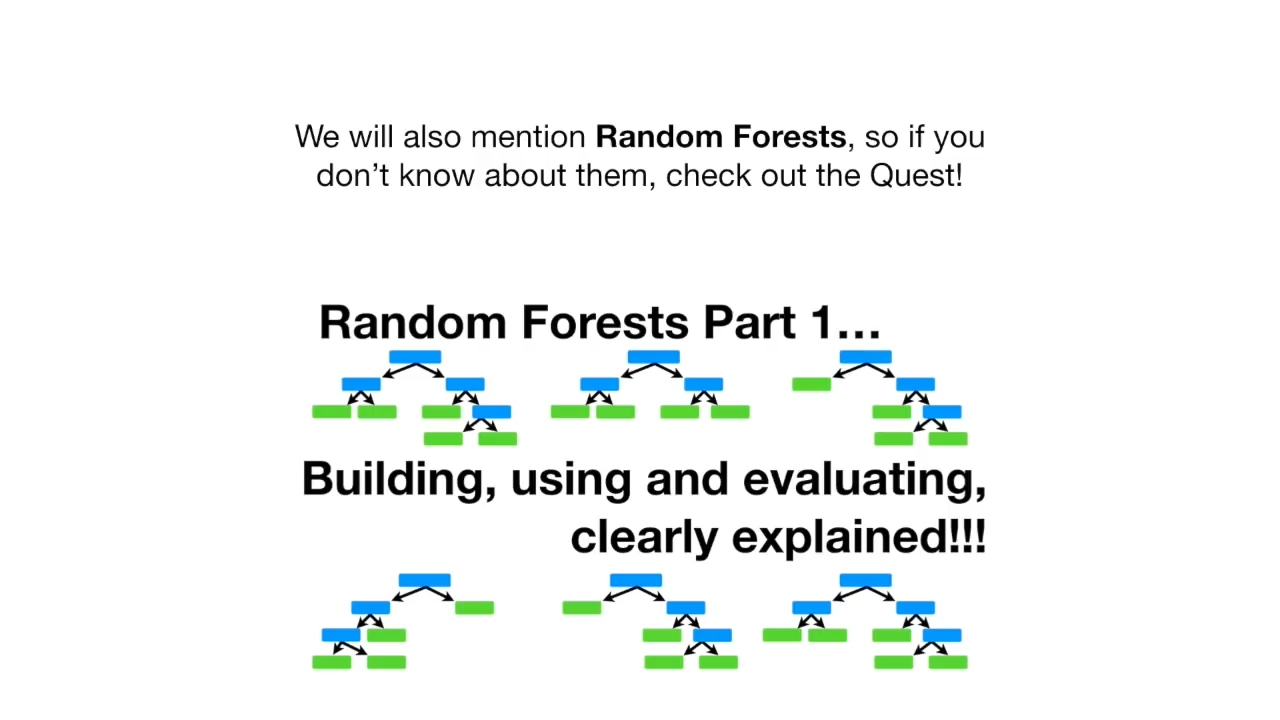 We will also mention Random Forests, so if you
don’t know about them, check out the Quest!
Random Forests Part 1…
Building, using and evaluating,
clearly explained!!!